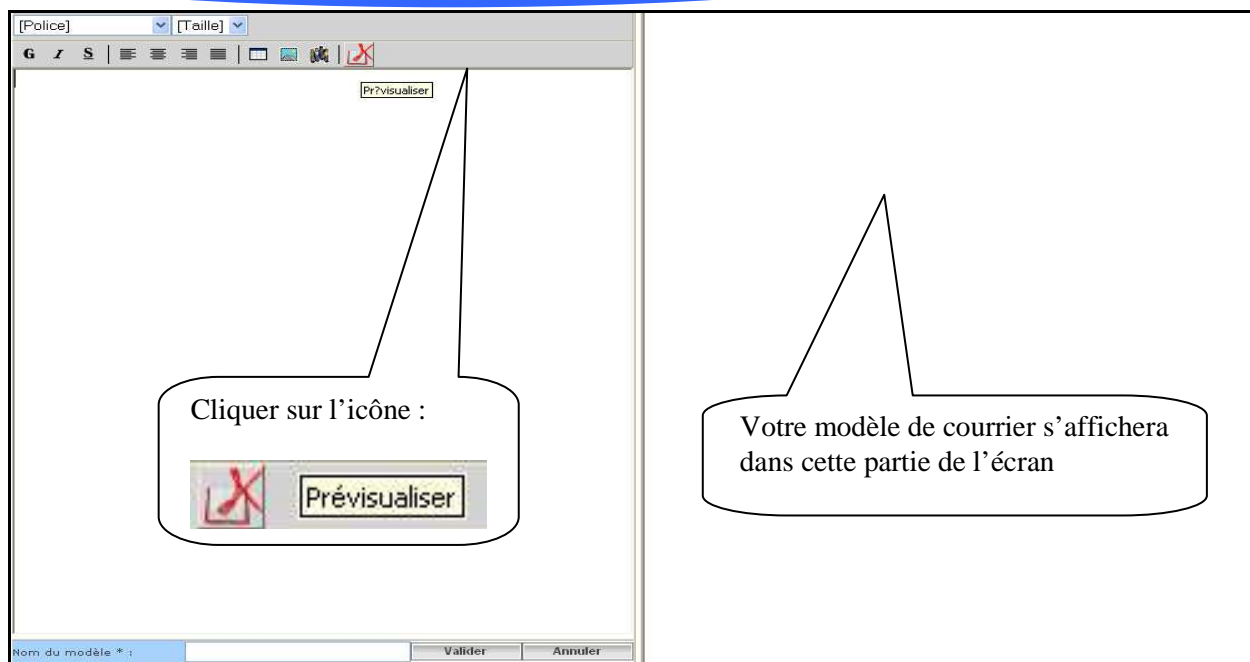 [Police] [Taille]
G I S
Pr?visualiser
Cliquer sur l’icône :
Prévisualiser
Votre modèle de courrier s’affichera
dans cette partie de l’écran
Nom du modèle * : Valider Annuler